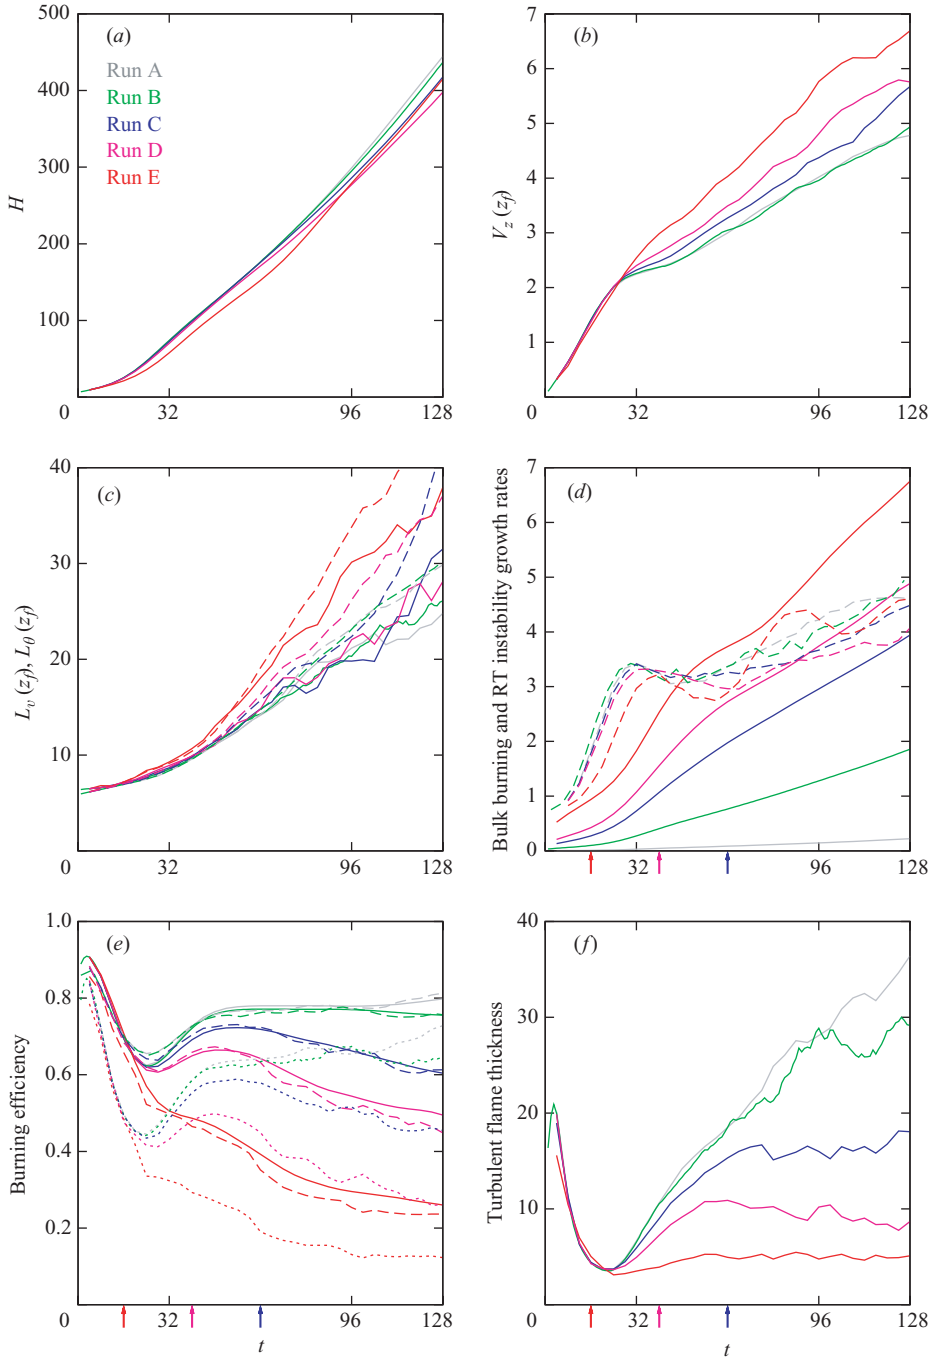 500
400
300
200
100
0
32
96
128
H
(a)
Run A
Run B
Run C
Run D
Run E
7
6
5
4
3
2
1
0
32
96
128
V_z (z_f)
(b)
40
30
20
10
0
32
96
128
L_v (z_f), L_θ (z_f)
(c)
7
6
5
4
3
2
1
0
32
96
128
Bulk burning and RT instability growth rates
(d)
1.0
0.8
0.6
0.4
0.2
0
32
96
128
t
Burning efficiency
(e)
40
30
20
10
0
32
96
128
t
Turbulent flame thickness
(f)